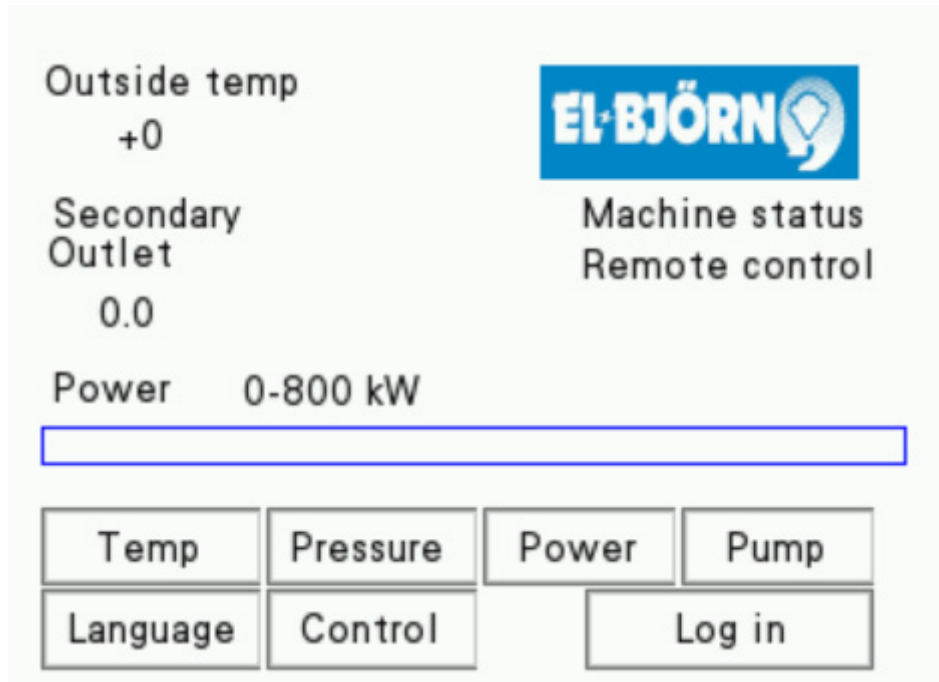 Outside temp
+0
EL·BJÖRN
Secondary
Outlet
0.0
Machine status
Remote control
Power 0-800 kW
Temp Pressure Power Pump
Language Control Log in